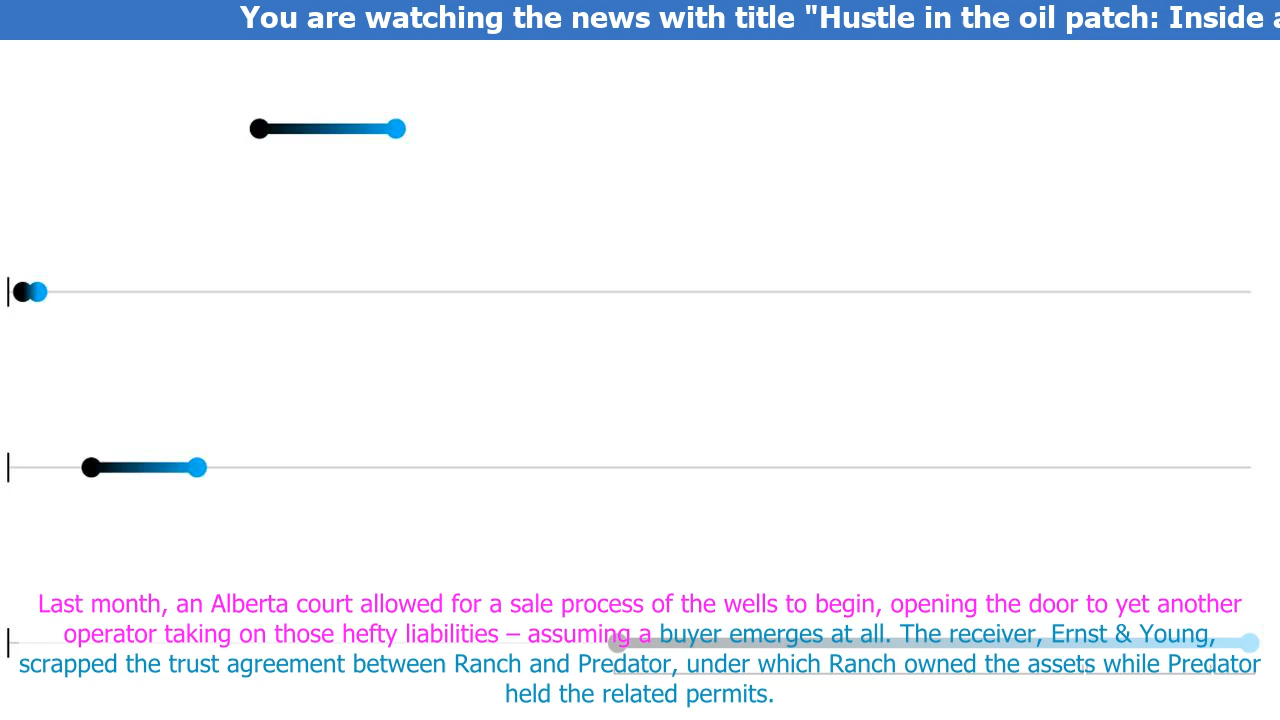 You are watching the news with title "Hustle in the oil patch: Inside
Last month, an Alberta court allowed for a sale process of the wells to begin, opening the door to yet another
operator taking on those hefty liabilities – assuming a buyer emerges at all. The receiver, Ernst & Young,
scrapped the trust agreement between Ranch and Predator, under which Ranch owned the assets while Predator
held the related permits.